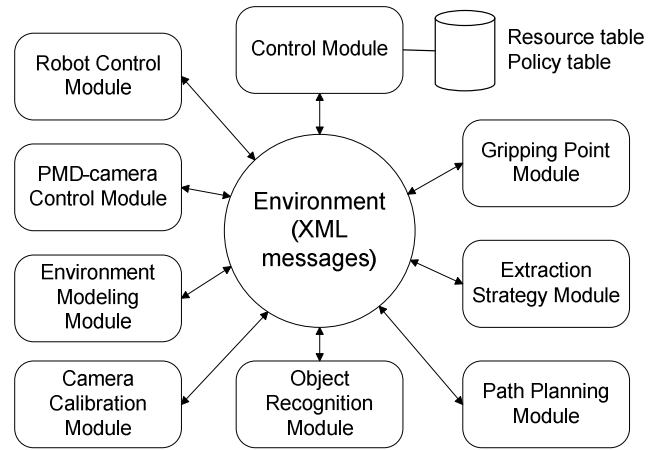 Control Module
Resource table
Policy table
Robot Control
Module
PMD-camera
Control Module
Environment
Modeling
Module
Camera
Calibration
Module
Environment
(XML
messages)
Object
Recognition
Module
Gripping Point
Module
Extraction
Strategy Module
Path Planning
Module